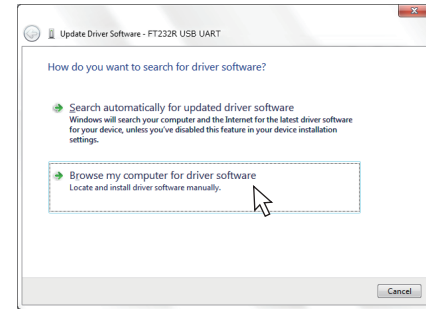 Update Driver Software - FT232R USB UART
How do you want to search for driver software?
Search automatically for updated driver software
Windows will search your computer and the Internet for the latest driver software
for your device, unless you've disabled this feature in your device installation
settings.
Browse my computer for driver software
Locate and install driver software manually.
Cancel